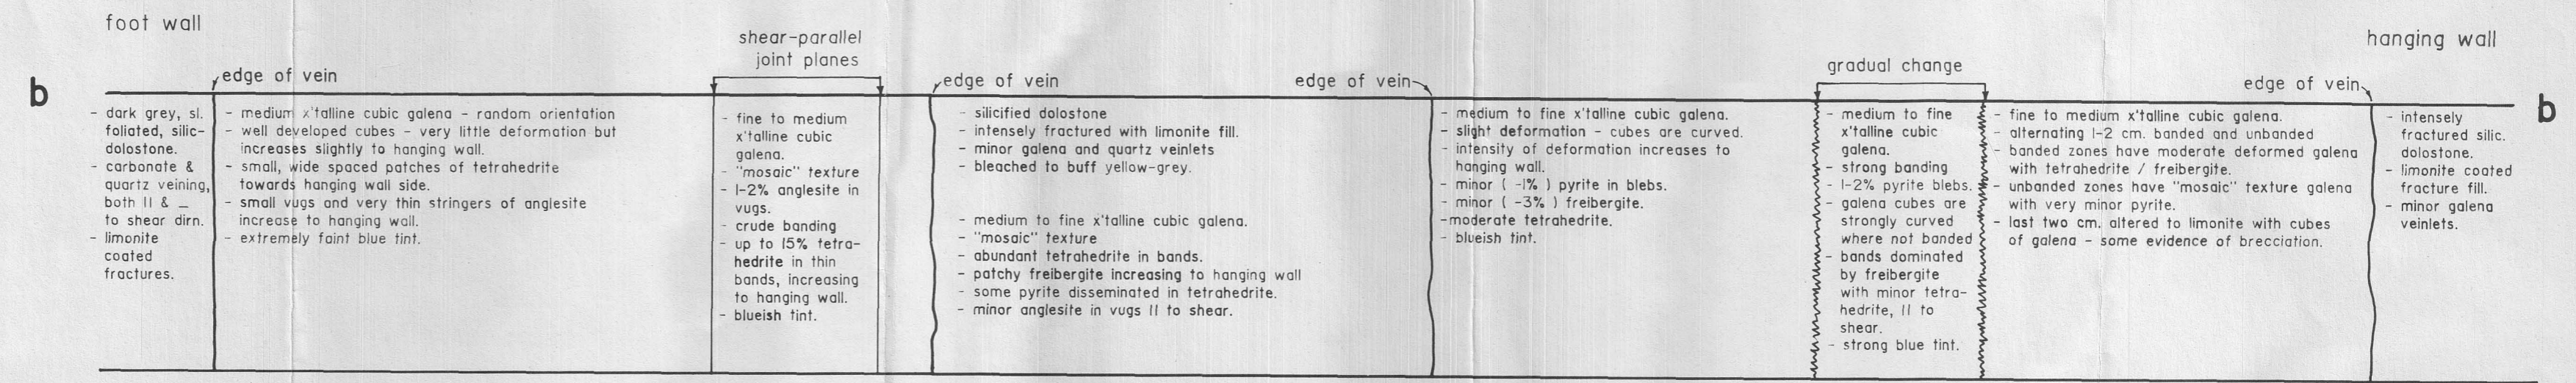 foot wall
hanging wall
shear-parallel
joint planes
gradual change
edge of vein
edge of vein
edge of vein
edge of vein
b
b
- dark grey, sl.
foliated, silic-
dolostone.
- carbonate &
quartz veining,
both II & _
to shear dirn.
- limonite
coated
fractures.
- medium x'talline cubic galena - random orientation
- well developed cubes - very little deformation but
increases slightly to hanging wall.
- small, wide spaced patches of tetrahedrite
towards hanging wall side.
- small vugs and very thin stringers of anglesite
increase to hanging wall.
- extremely faint blue tint.
- fine to medium
x'talline cubic
galena.
- "mosaic" texture
- 1-2% anglesite in
vugs.
- crude banding
- up to 15% tetra-
hedrite in thin
bands, increasing
to hanging wall.
- blueish tint.
- silicified dolostone
- intensely fractured with limonite fill.
- minor galena and quartz veinlets
- bleached to buff yellow-grey.
- medium to fine x'talline cubic galena.
- "mosaic" texture
- abundant tetrahedrite in bands.
- patchy freibergite increasing to hanging wall
- some pyrite disseminated in tetrahedrite.
- minor anglesite in vugs II to shear.
- medium to fine x'talline cubic galena.
- slight deformation - cubes are curved.
- intensity of deformation increases to
hanging wall.
- minor ( -1% ) pyrite in blebs.
- minor ( -3% ) freibergite.
-moderate tetrahedrite.
- blueish tint.
- medium to fine
x'talline cubic
galena.
- strong banding
- 1-2% pyrite blebs.
- galena cubes are
strongly curved
where not banded
- bands dominated
by freibergite
with minor tetra-
hedrite, II to
shear.
- strong blue tint.
- fine to medium x'talline cubic galena.
- alternating 1-2 cm. banded and unbanded
- banded zones have moderate deformed galena
with tetrahedrite / freibergite.
- unbanded zones have "mosaic" texture galena
with very minor pyrite.
- last two cm. altered to limonite with cubes
of galena - some evidence of brecciation.
- intensely
fractured silic.
dolostone.
- limonite coated
fracture fill.
- minor galena
veinlets.